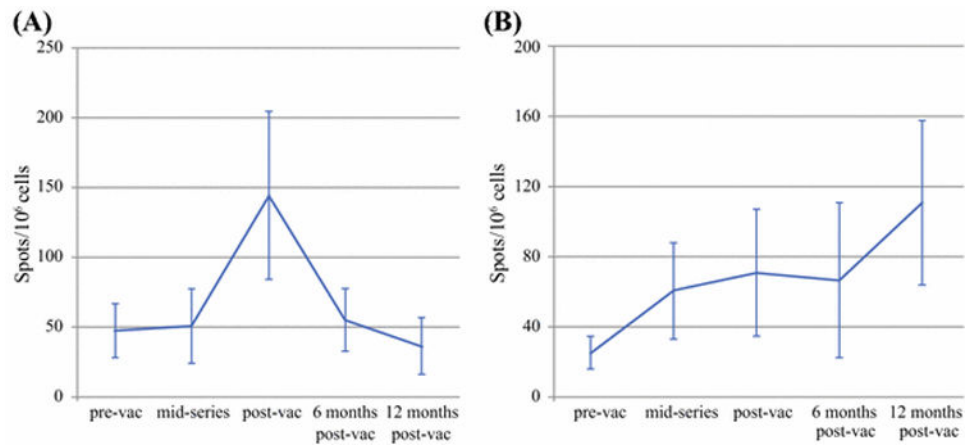 (A)
Spots/10⁶ cells
250
200
150
100
50
0
pre-vac mid-series post-vac 6 months post-vac 12 months post-vac
(B)
Spots/10⁶ cells
200
160
120
80
40
0
pre-vac mid-series post-vac 6 months post-vac 12 months post-vac